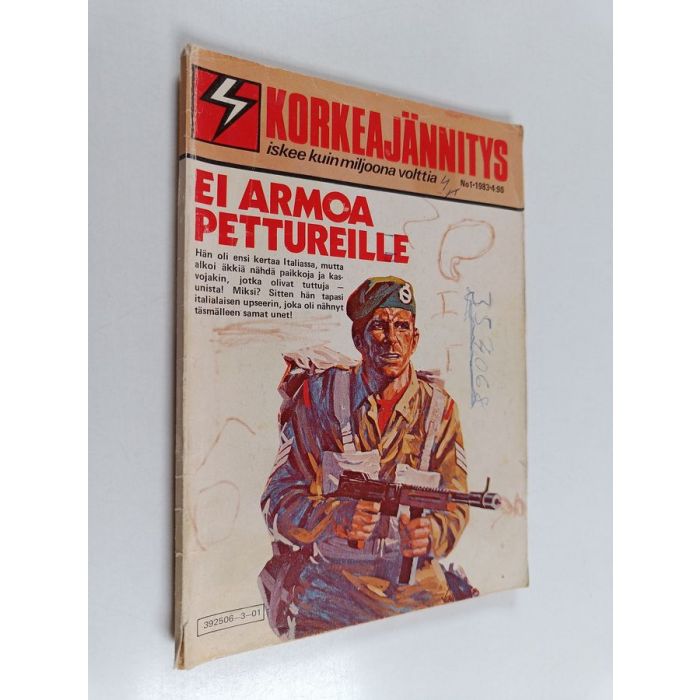 KORKEAJÄNNITYS
iskee kuin miljoona volttia
No1•1983•4:90
EI ARMOA
PETTUREILLE
Hän oli ensi kertaa Italiassa, mutta
alkoi äkkiä nähdä paikkoja ja kas-
vojakin, jotka olivat tuttuja —
unista! Miksi? Sitten hän tapasi
italialaisen upseerin, joka oli nähnyt
täsmälleen samat unet!
392506—3—01